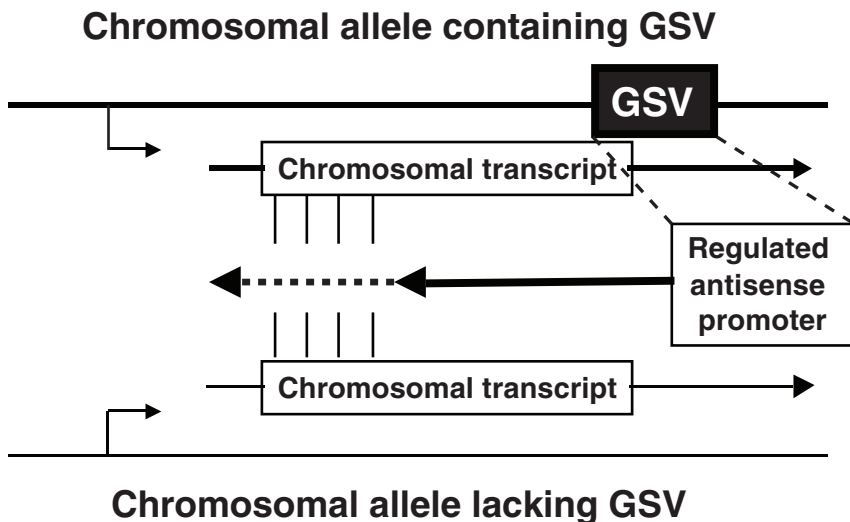 Chromosomal allele containing GSV
GSV
Chromosomal transcript
Regulated
antisense
promoter
Chromosomal transcript
Chromosomal allele lacking GSV